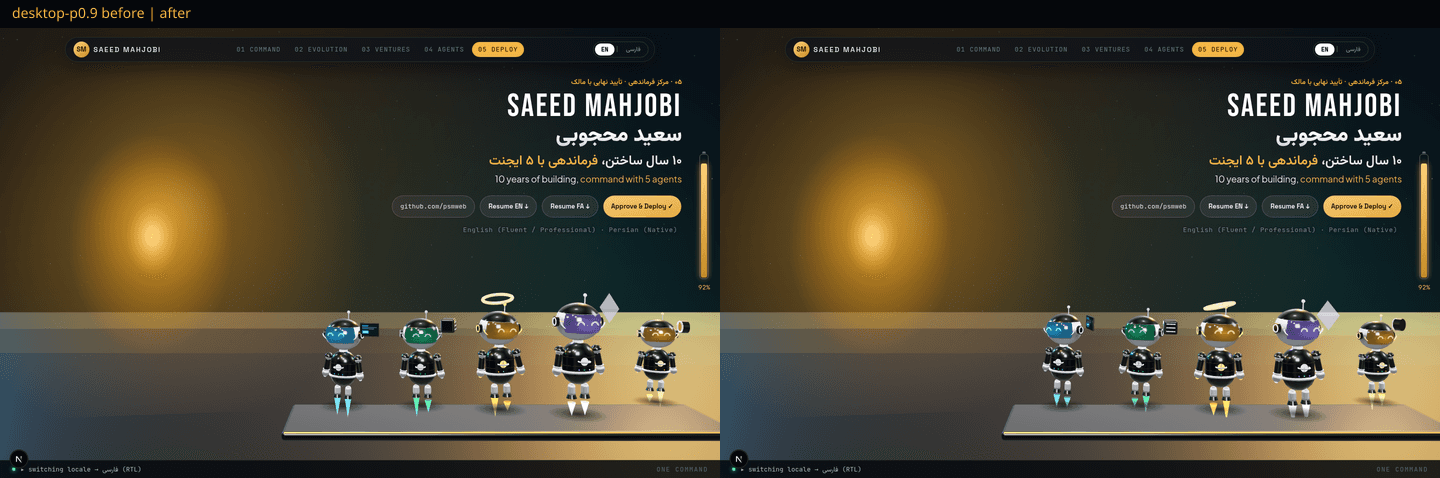 desktop-p0.9 before | after
SM SAEED MAHJOBI 01 COMMAND 02 EVOLUTION 03 VENTURES 04 AGENTS 05 DEPLOY EN فارسی
۰۵ · مرکز فرماندهی · تأیید نهایی با مالک
SAEED MAHJOBI
سعید محجوبی
۱۰ سال ساختن، فرماندهی با ۵ ایجنت
10 years of building, command with 5 agents
github.com/psmweb Resume EN ↓ Resume FA ↓ Approve & Deploy ✓
English (Fluent / Professional) · Persian (Native)
92%
N
▸ switching locale → فارسی (RTL) ONE COMMAND
SM SAEED MAHJOBI 01 COMMAND 02 EVOLUTION 03 VENTURES 04 AGENTS 05 DEPLOY EN فارسی
۰۵ · مرکز فرماندهی · تأیید نهایی با مالک
SAEED MAHJOBI
سعید محجوبی
۱۰ سال ساختن، فرماندهی با ۵ ایجنت
10 years of building, command with 5 agents
github.com/psmweb Resume EN ↓ Resume FA ↓ Approve & Deploy ✓
English (Fluent / Professional) · Persian (Native)
92%
N
▸ switching locale → فارسی (RTL) ONE COMMAND